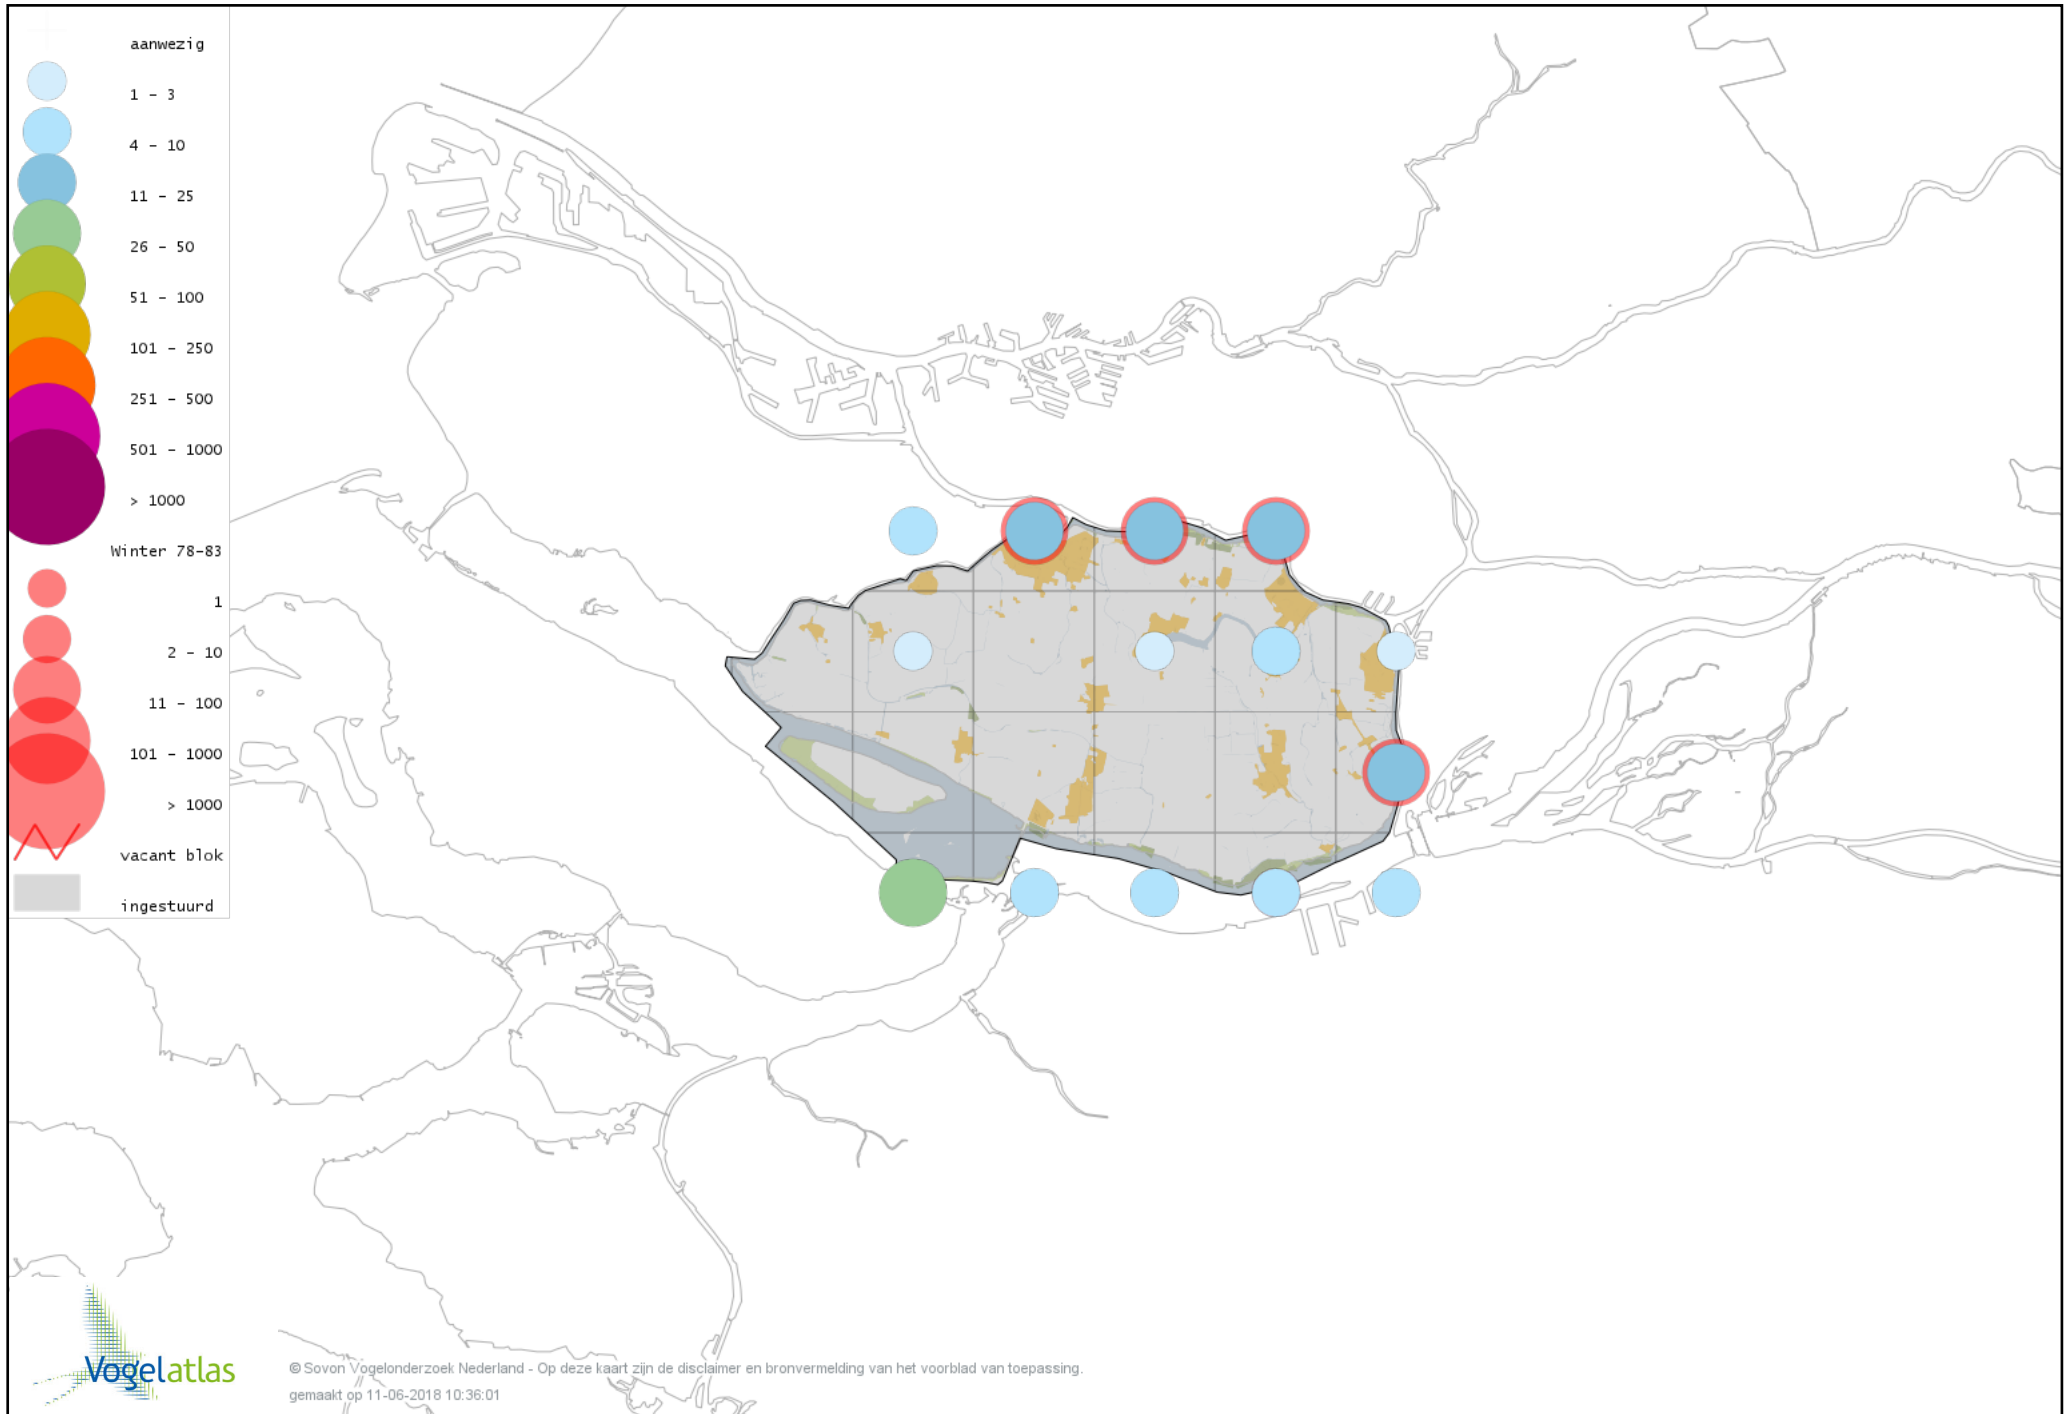 aanwezig
1 - 3
4 - 10
11 - 25
26 - 50
51 - 100
101 - 250
251 - 500
501 - 1000
> 1000
Winter 78-83
1
2 - 10
11 - 100
101 - 1000
> 1000
vacant blok
ingestuurd
Vogelatlas
© Sovon Vogelonderzoek Nederland - Op deze kaart zijn de disclaimer en bronvermelding van het voorblad van toepassing.
gemaakt op 11-06-2018 10:36:01